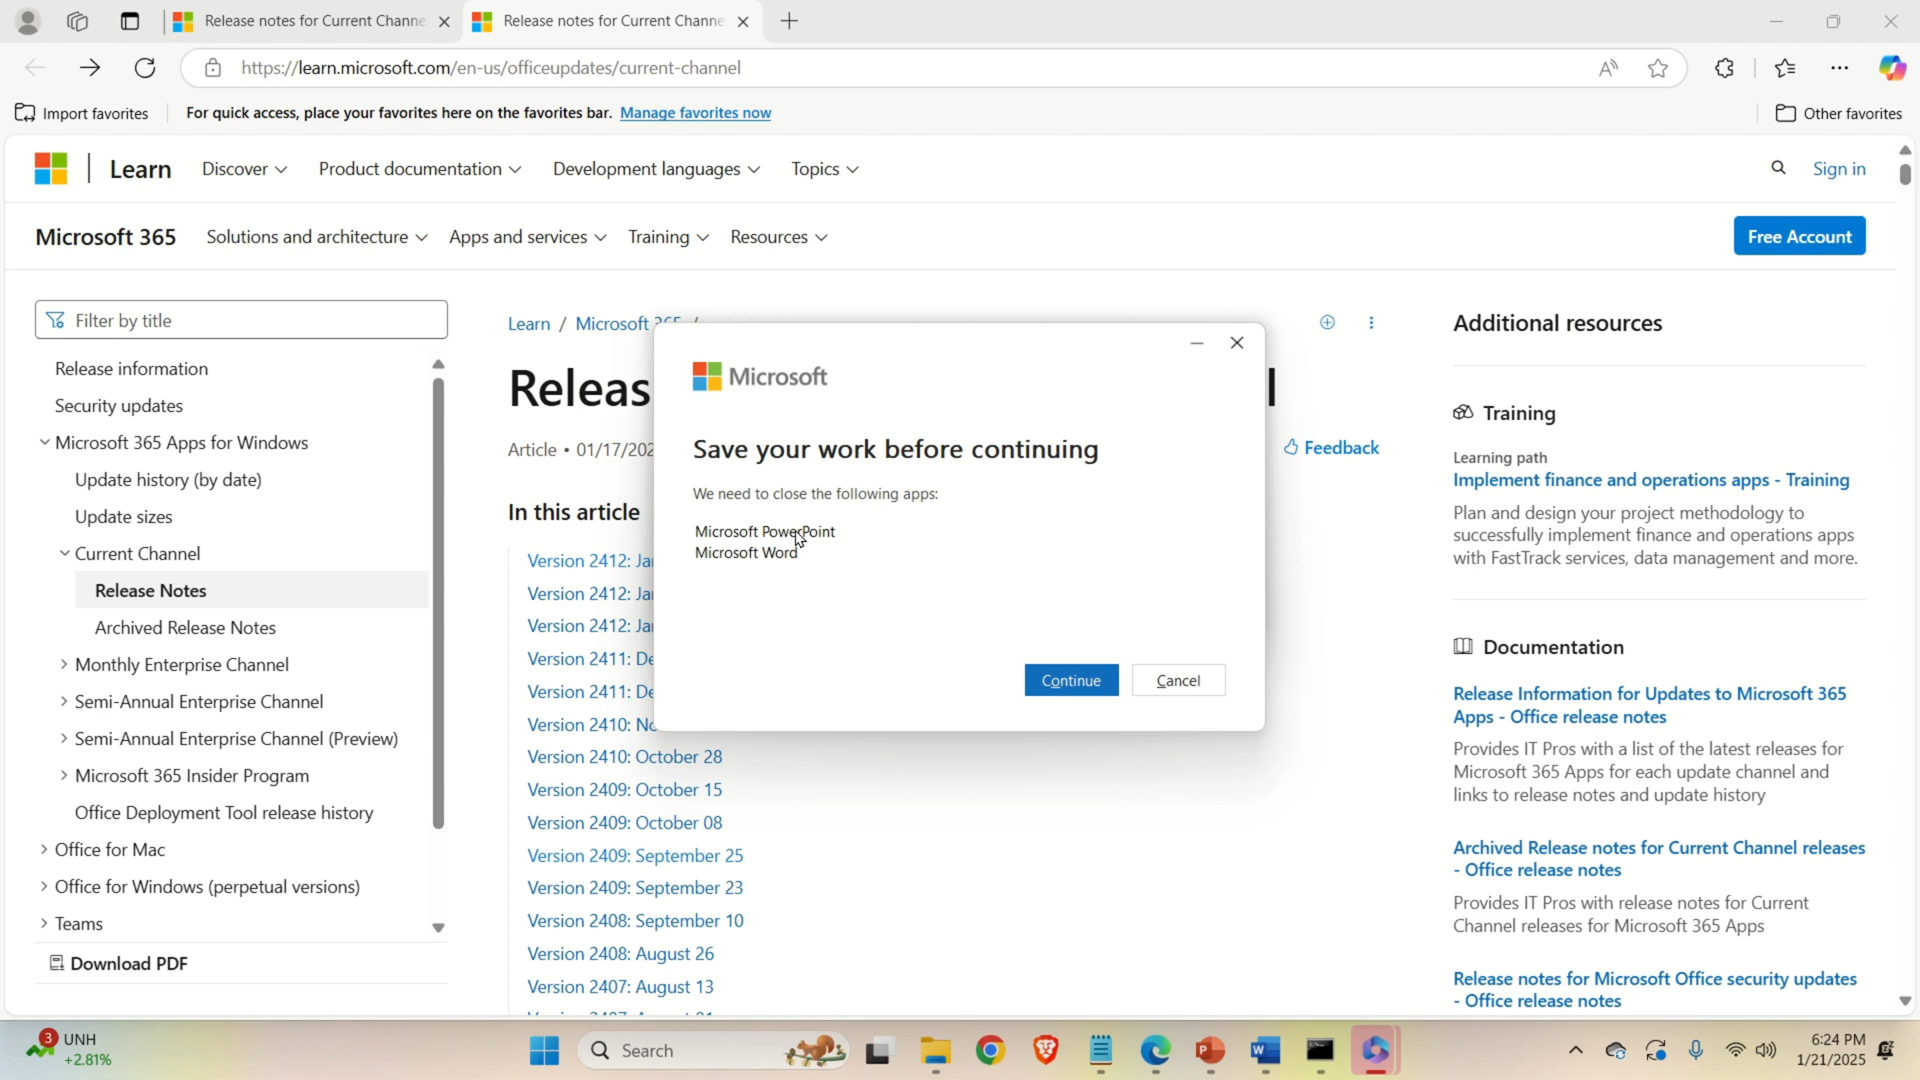 Release notes for Current Channe
Release notes for Current Channe
https://learn.microsoft.com/en-us/officeupdates/current-channel
Import favorites
For quick access, place your favorites here on the favorites bar. Manage favorites now
Other favorites
Learn
Discover
Product documentation
Development languages
Topics
Sign in
Microsoft 365
Solutions and architecture
Apps and services
Training
Resources
Free Account
Filter by title
Release information
Security updates
Microsoft 365 Apps for Windows
Update history (by date)
Update sizes
Current Channel
Release Notes
Archived Release Notes
Monthly Enterprise Channel
Semi-Annual Enterprise Channel
Semi-Annual Enterprise Channel (Preview)
Microsoft 365 Insider Program
Office Deployment Tool release history
Office for Mac
Office for Windows (perpetual versions)
Teams
Download PDF
Learn / Microsoft 365 /
Releas l
Article • 01/17/202
Feedback
In this article
Version 2412: Ja
Version 2412: Ja
Version 2412: Ja
Version 2411: De
Version 2411: De
Version 2410: No
Version 2410: October 28
Version 2409: October 15
Version 2409: October 08
Version 2409: September 25
Version 2409: September 23
Version 2408: September 10
Version 2408: August 26
Version 2407: August 13
Microsoft
Save your work before continuing
We need to close the following apps:
Microsoft PowerPoint
Microsoft Word
Continue
Cancel
Additional resources
Training
Learning path
Implement finance and operations apps - Training
Plan and design your project methodology to
successfully implement finance and operations apps
with FastTrack services, data management and more.
Documentation
Release Information for Updates to Microsoft 365
Apps - Office release notes
Provides IT Pros with a list of the latest releases for
Microsoft 365 Apps for each update channel and
links to release notes and update history
Archived Release notes for Current Channel releases
- Office release notes
Provides IT Pros with release notes for Current
Channel releases for Microsoft 365 Apps
Release notes for Microsoft Office security updates
- Office release notes
3
UNH
+2.81%
Search
6:24 PM
1/21/2025